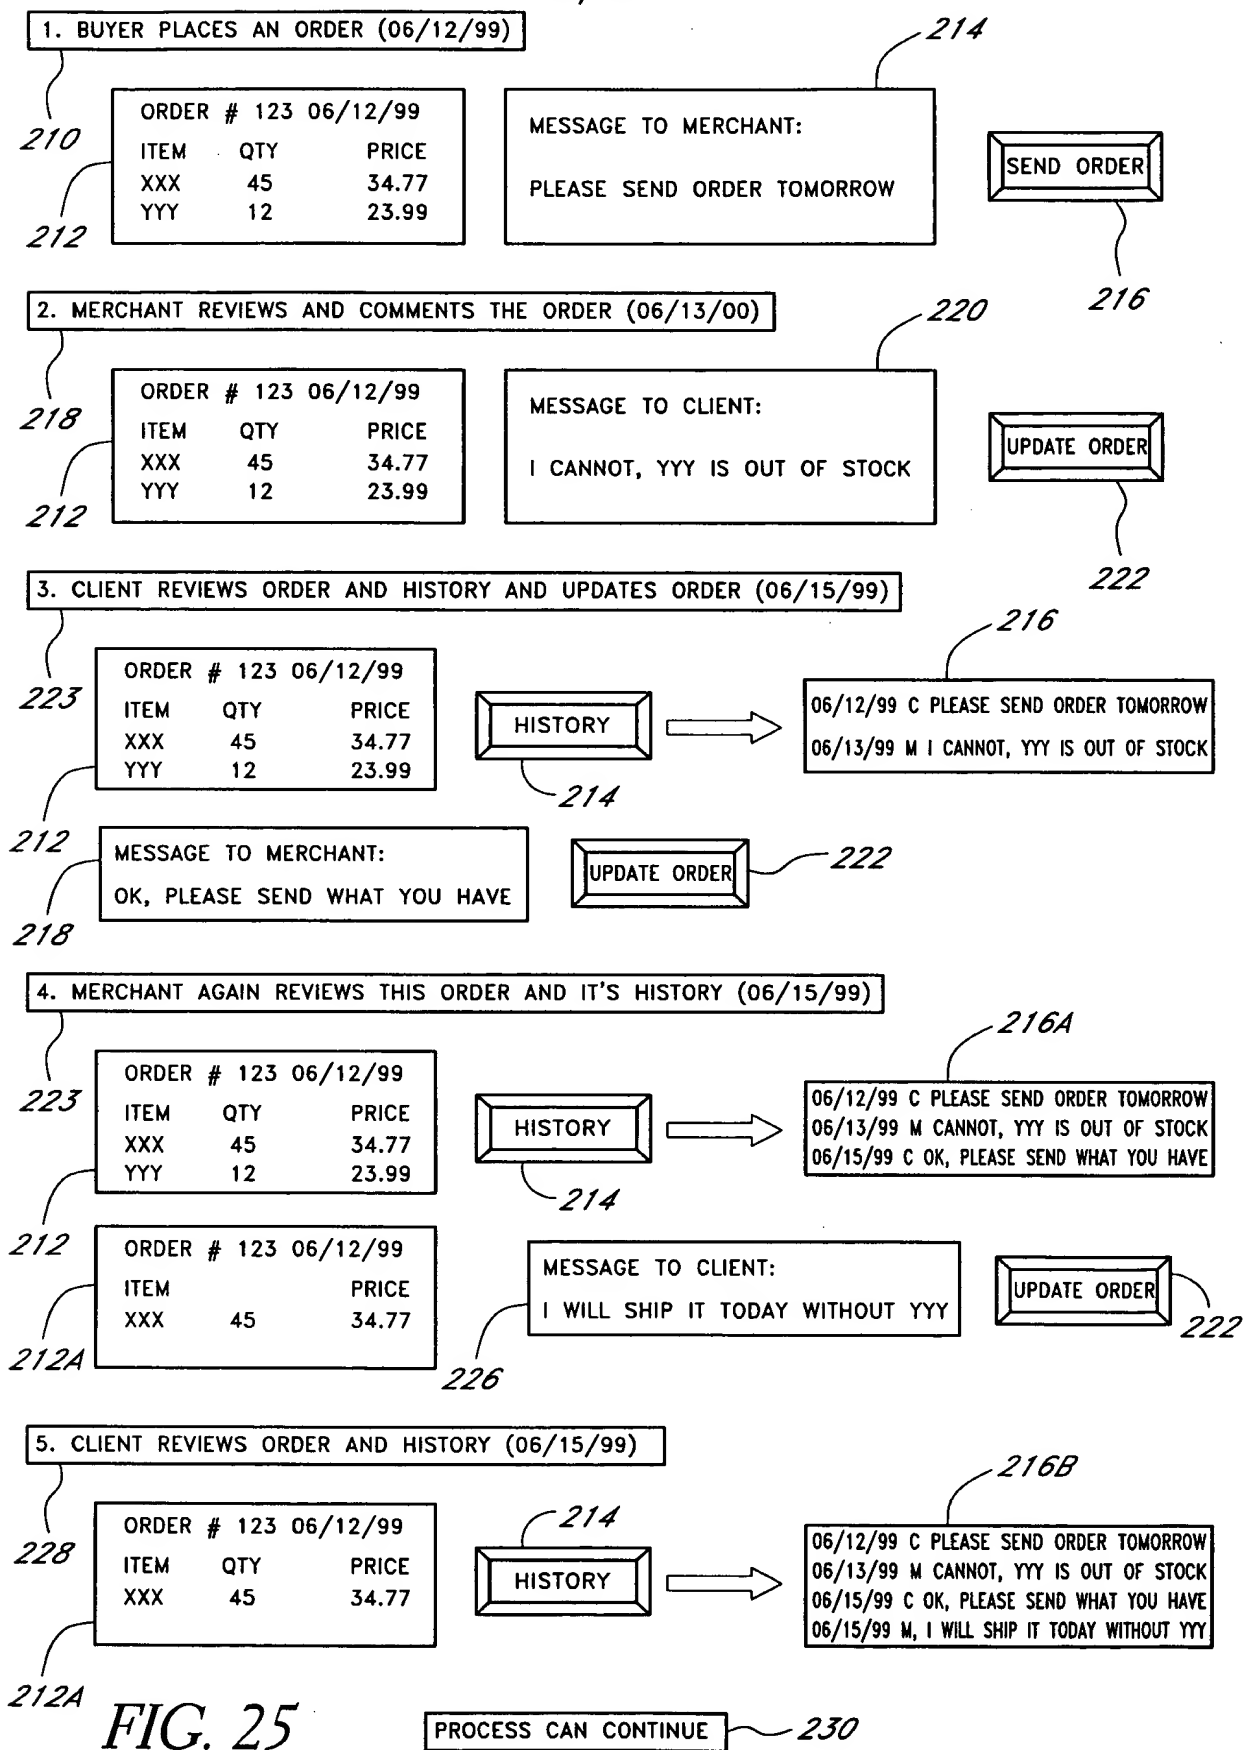 1. BUYER PLACES AN ORDER (06/12/99)
214
210
ORDER # 123 06/12/99
ITEM QTY PRICE
XXX 45 34.77
YYY 12 23.99
212
MESSAGE TO MERCHANT:
PLEASE SEND ORDER TOMORROW
SEND ORDER
216
2. MERCHANT REVIEWS AND COMMENTS THE ORDER (06/13/00)
220
218
ORDER # 123 06/12/99
ITEM QTY PRICE
XXX 45 34.77
YYY 12 23.99
212
MESSAGE TO CLIENT:
I CANNOT, YYY IS OUT OF STOCK
UPDATE ORDER
222
3. CLIENT REVIEWS ORDER AND HISTORY AND UPDATES ORDER (06/15/99)
216
223
ORDER # 123 06/12/99
ITEM QTY PRICE
XXX 45 34.77
YYY 12 23.99
212
HISTORY
214
06/12/99 C PLEASE SEND ORDER TOMORROW
06/13/99 M I CANNOT, YYY IS OUT OF STOCK
MESSAGE TO MERCHANT:
OK, PLEASE SEND WHAT YOU HAVE
218
UPDATE ORDER
222
4. MERCHANT AGAIN REVIEWS THIS ORDER AND IT'S HISTORY (06/15/99)
216A
223
ORDER # 123 06/12/99
ITEM QTY PRICE
XXX 45 34.77
YYY 12 23.99
212
HISTORY
214
06/12/99 C PLEASE SEND ORDER TOMORROW
06/13/99 M CANNOT, YYY IS OUT OF STOCK
06/15/99 C OK, PLEASE SEND WHAT YOU HAVE
ORDER # 123 06/12/99
ITEM PRICE
XXX 45 34.77
212A
MESSAGE TO CLIENT:
I WILL SHIP IT TODAY WITHOUT YYY
226
UPDATE ORDER
222
5. CLIENT REVIEWS ORDER AND HISTORY (06/15/99)
216B
228
ORDER # 123 06/12/99
ITEM QTY PRICE
XXX 45 34.77
212A
214
HISTORY
06/12/99 C PLEASE SEND ORDER TOMORROW
06/13/99 M CANNOT, YYY IS OUT OF STOCK
06/15/99 C OK, PLEASE SEND WHAT YOU HAVE
06/15/99 M, I WILL SHIP IT TODAY WITHOUT YYY
FIG. 25
PROCESS CAN CONTINUE
230